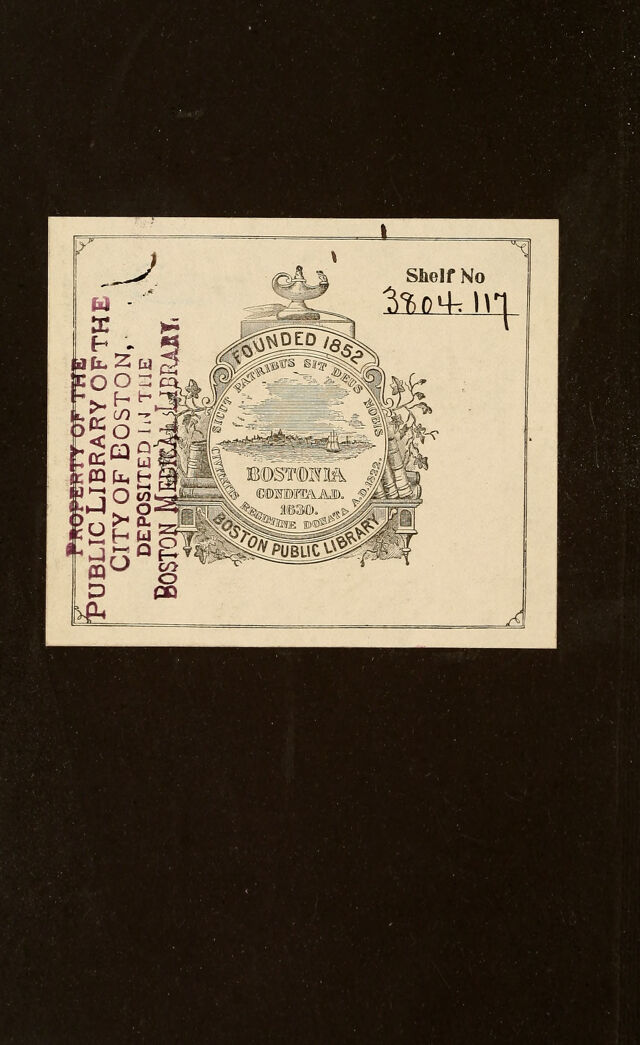 Shelf No
3804.117
PROPERTY OF THE
PUBLIC LIBRARY OF THE
CITY OF BOSTON,
DEPOSITED IN THE
BOSTON MEDICAL LIBRARY.
FOUNDED 1852
SICUT PATRIBUS SIT DEUS NOBIS
BOSTONIA
CONDITA A.D.
1630.
CIVITATIS REGIMINE DONATA A.D. 1822.
BOSTON PUBLIC LIBRARY